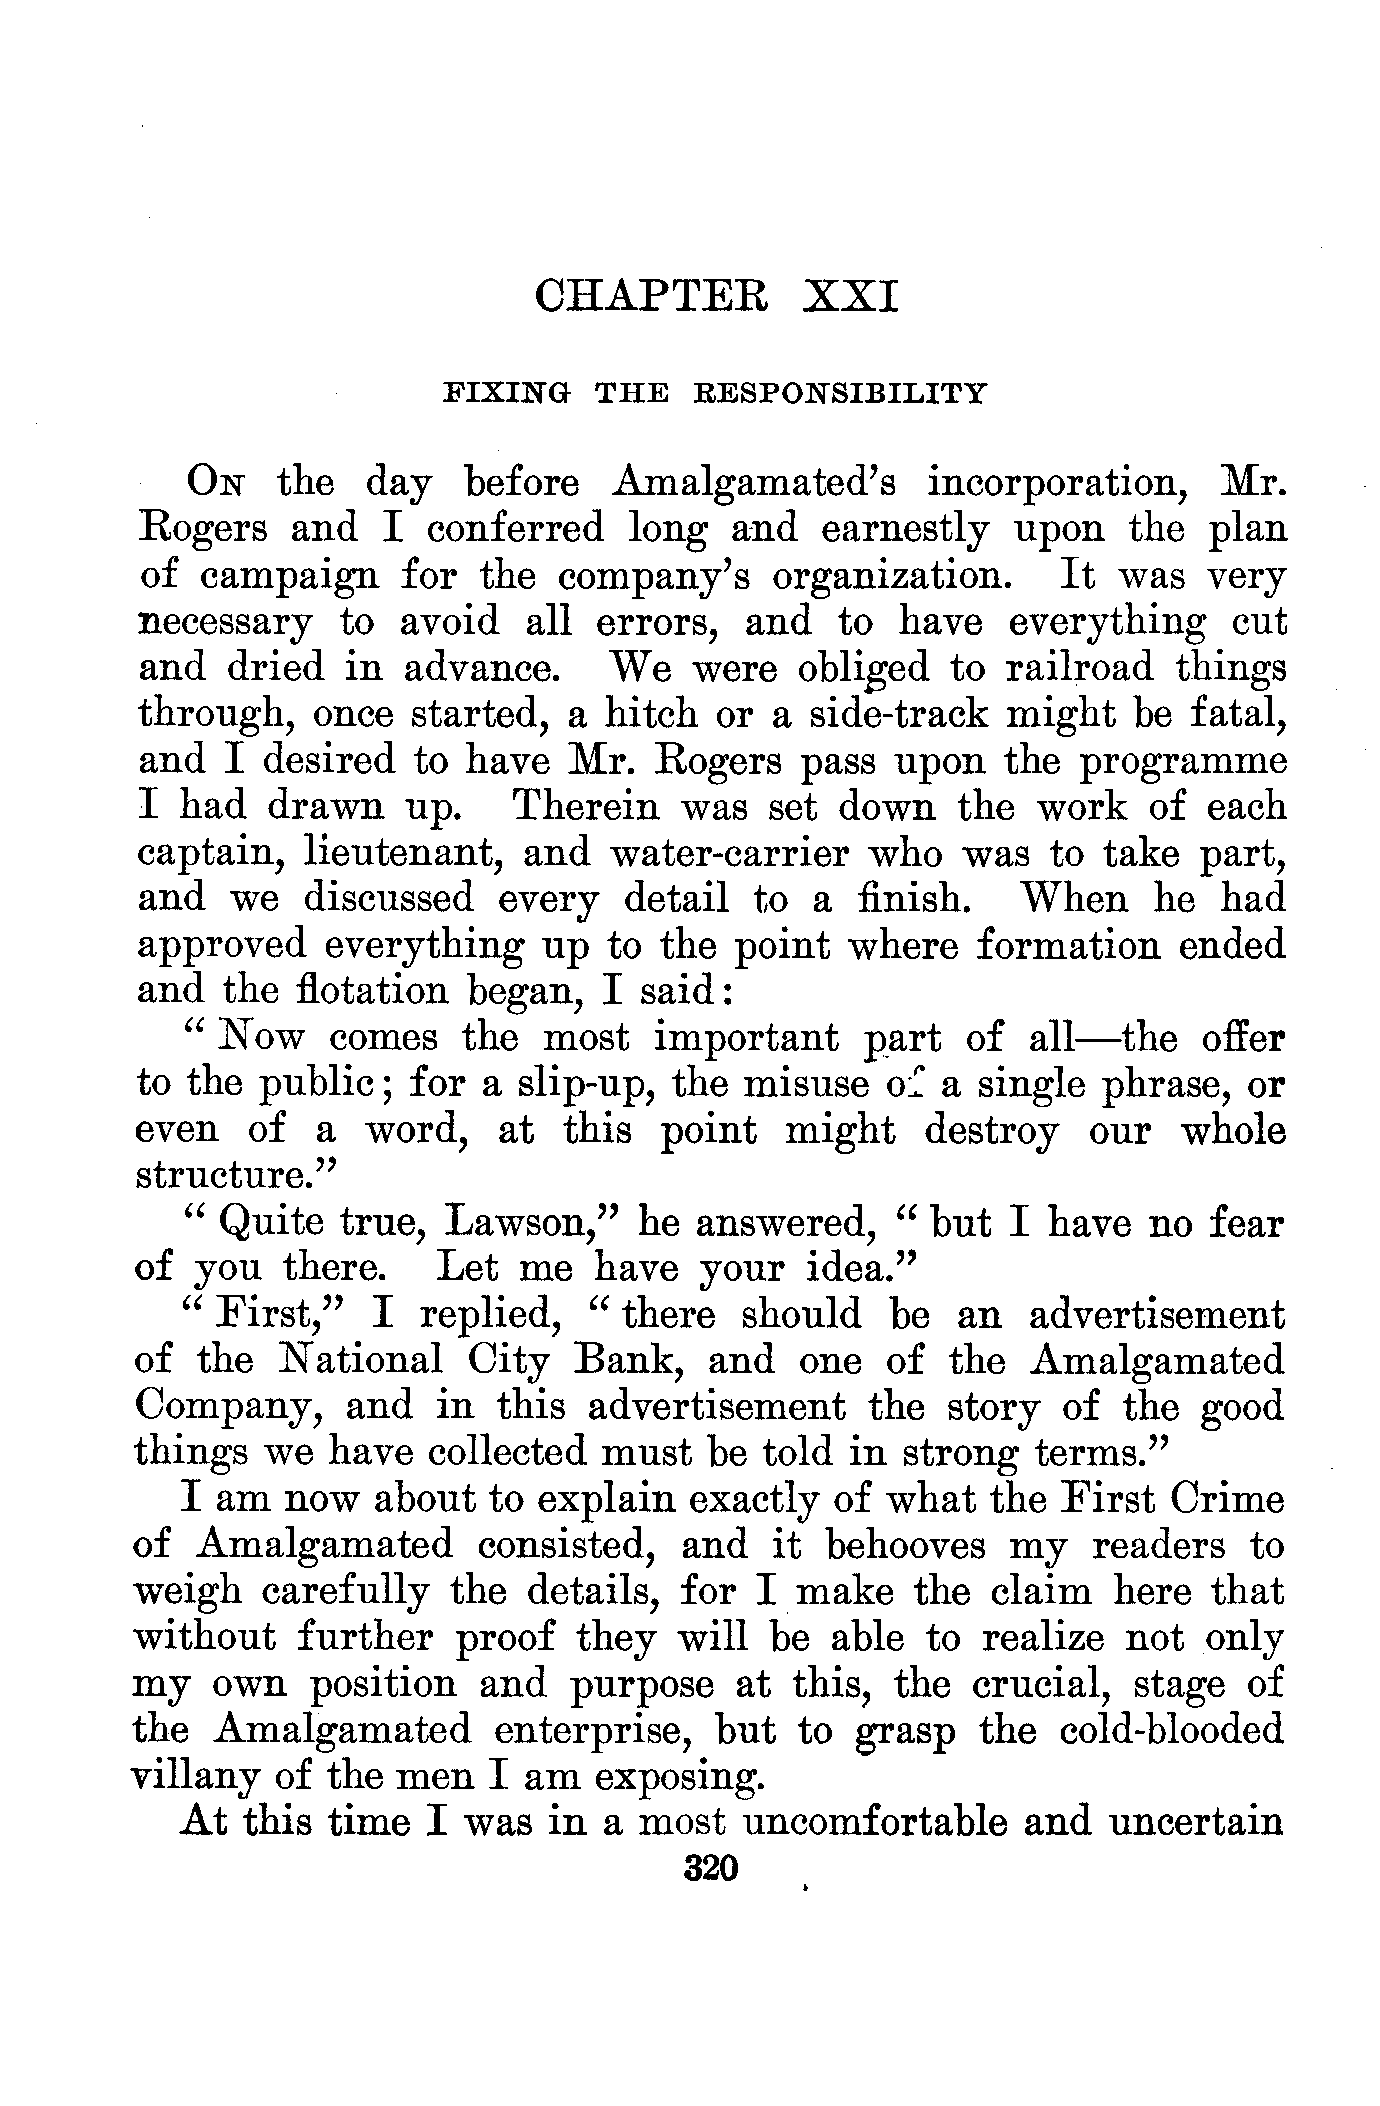 CHAPTER XXI
FIXING THE RESPONSIBILITY
ON the day before Amalgamated's incorporation, Mr.
Rogers and I conferred long and earnestly upon the plan
of campaign for the company's organization. It was very
necessary to avoid all errors, and to have everything cut
and dried in advance. We were obliged to railroad things
through, once started, a hitch or a side-track might be fatal,
and I desired to have Mr. Rogers pass upon the programme
I had drawn up. Therein was set down the work of each
captain, lieutenant, and water-carrier who was to take part,
and we discussed every detail to a finish. When he had
approved everything up to the point where formation ended
and the flotation began, I said:
" Now comes the most important part of all—the offer
to the public; for a slip-up, the misuse of a single phrase, or
even of a word, at this point might destroy our whole
structure."
" Quite true, Lawson," he answered, " but I have no fear
of you there. Let me have your idea."
" First," I replied, " there should be an advertisement
of the National City Bank, and one of the Amalgamated
Company, and in this advertisement the story of the good
things we have collected must be told in strong terms."
I am now about to explain exactly of what the First Crime
of Amalgamated consisted, and it behooves my readers to
weigh carefully the details, for I make the claim here that
without further proof they will be able to realize not only
my own position and purpose at this, the crucial, stage of
the Amalgamated enterprise, but to grasp the cold-blooded
villany of the men I am exposing.
At this time I was in a most uncomfortable and uncertain
320